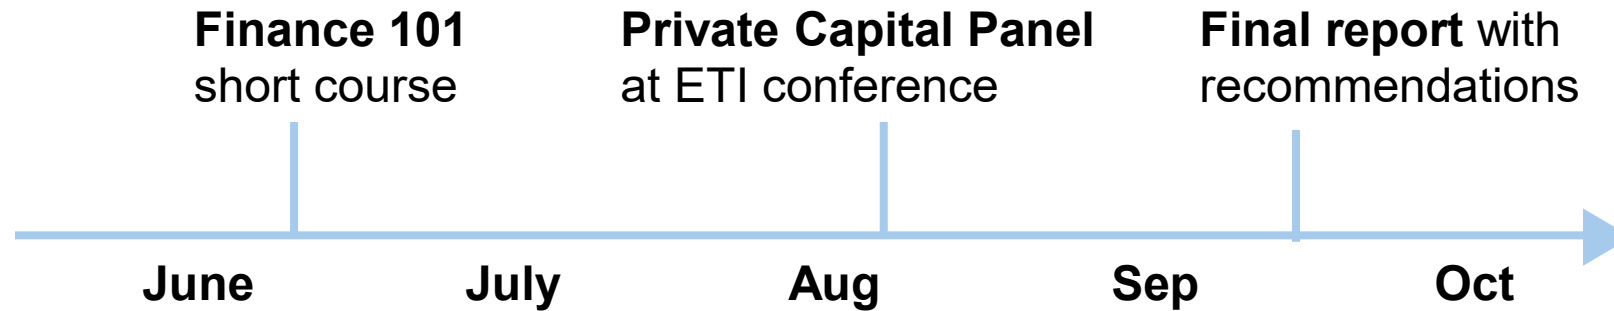 Finance 101
short course
Private Capital Panel
at ETI conference
Final report with
recommendations
June
July
Aug
Sep
Oct